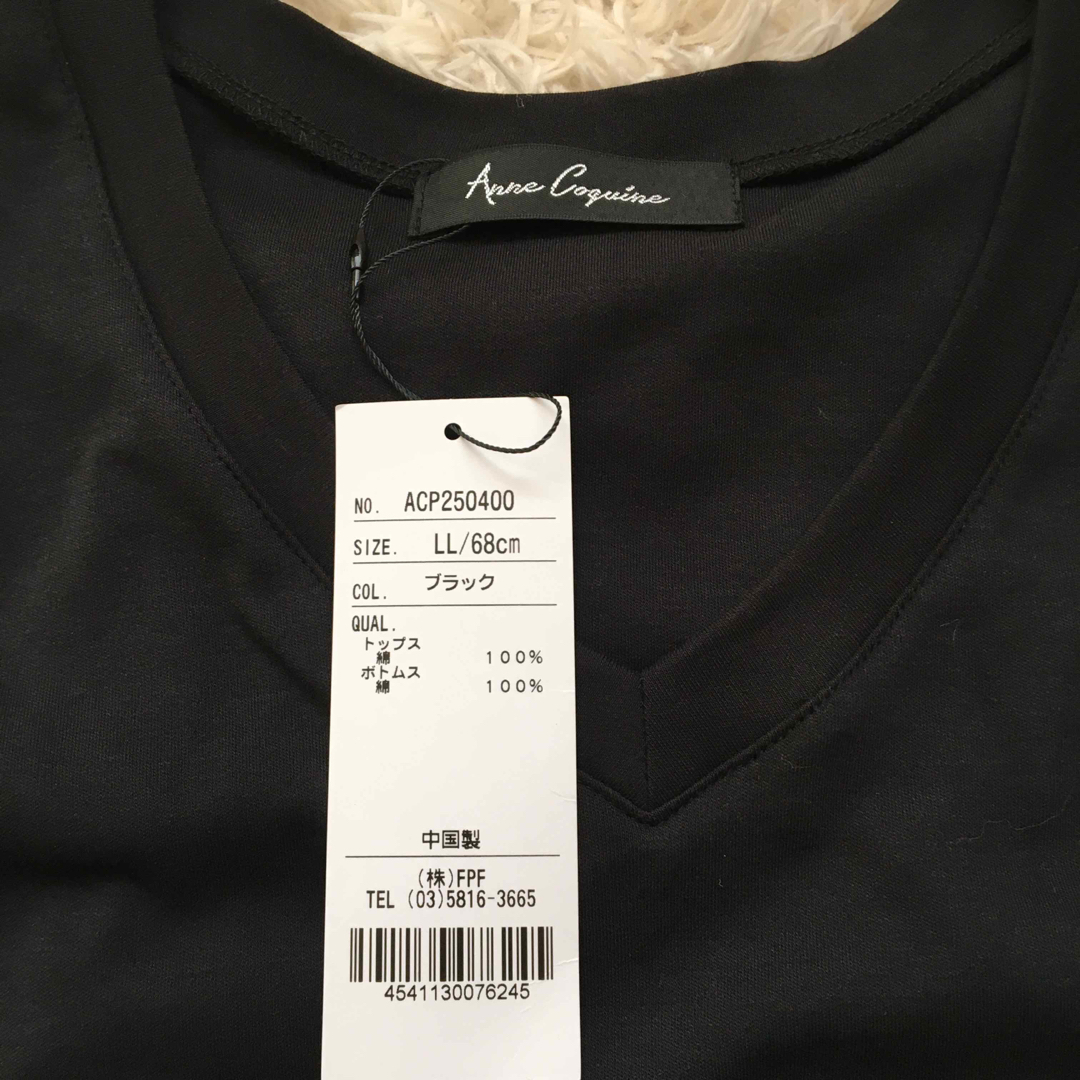 Anne Coquine
NO. ACP250400
SIZE. LL/68cm
COL. ブラック
QUAL.
トップス
綿 100%
ボトムス
綿 100%
中国製
(株)FPF
TEL (03)5816-3665
4541130076245